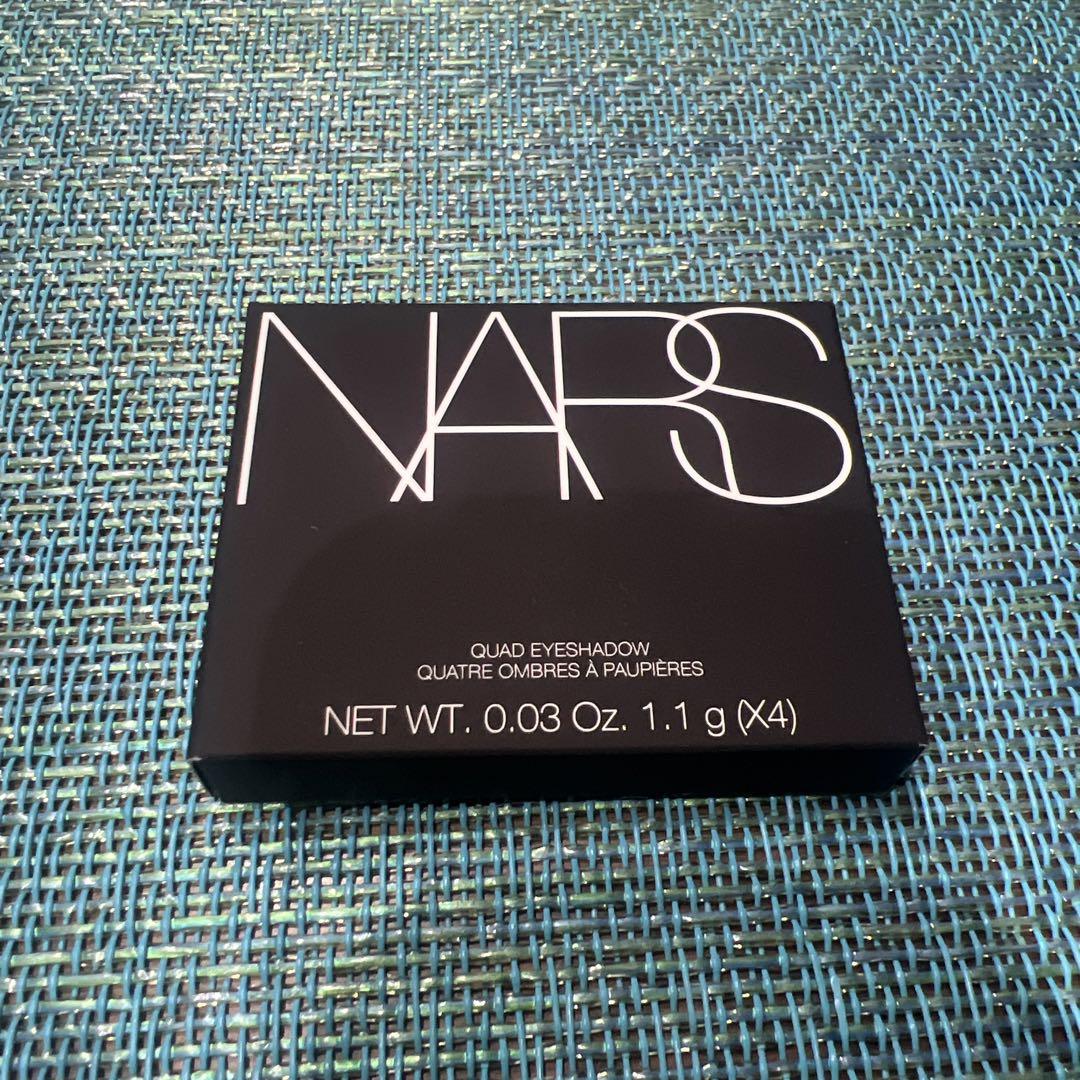 NARS
QUAD EYESHADOW
QUATRE OMBRES À PAUPIÈRES
NET WT. 0.03 Oz. 1.1 g (X4)